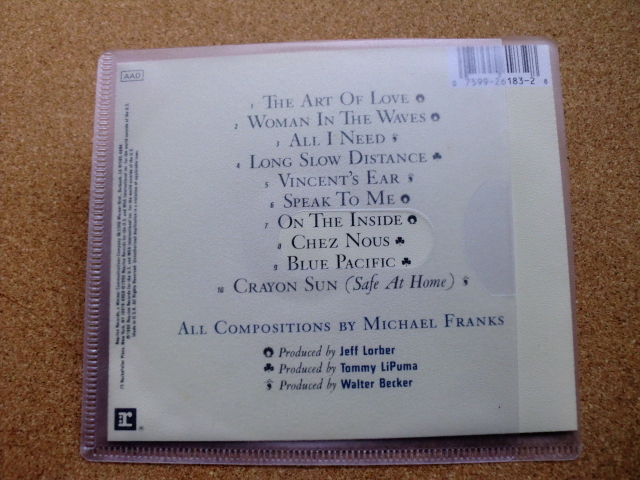 AAD
7599-26183-2
1 THE ART OF LOVE
2 WOMAN IN THE WAVES
3 ALL I NEED
4 LONG SLOW DISTANCE
5 VINCENT'S EAR
6 SPEAK TO ME
7 ON THE INSIDE
8 CHEZ NOUS
9 BLUE PACIFIC
10 CRAYON SUN (Safe At Home)
ALL COMPOSITIONS BY MICHAEL FRANKS
Produced by Jeff Lorber
Produced by Tommy LiPuma
Produced by Walter Becker
r